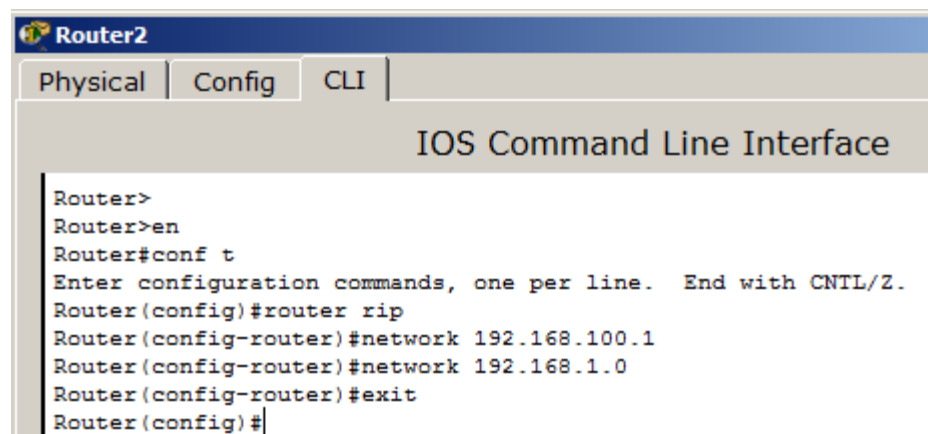 Router2
Physical Config CLI
IOS Command Line Interface
Router>
Router>en
Router#conf t
Enter configuration commands, one per line.  End with CNTL/Z.
Router(config)#router rip
Router(config-router)#network 192.168.100.1
Router(config-router)#network 192.168.1.0
Router(config-router)#exit
Router(config)#